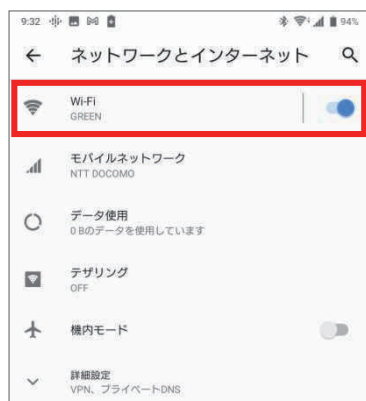 9:32
94%
ネットワークとインターネット
Wi-Fi
GREEN
モバイルネットワーク
NTT DOCOMO
データ使用
0 Bのデータを使用しています
テザリング
OFF
機内モード
詳細設定
VPN、プライベートDNS